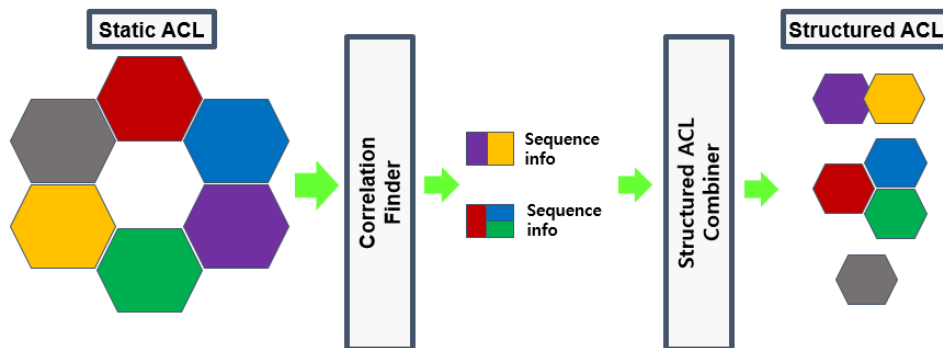 Static ACL
Structured ACL
Correlation
Finder
Sequence
info
Sequence
info
Structured ACL
Combiner